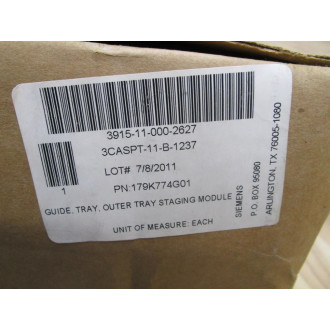 3915-11-000-2627
3CASPT-11-B-1237
LOT# 7/8/2011
PN:179K774G01
1
GUIDE, TRAY, OUTER TRAY STAGING MODULE
UNIT OF MEASURE: EACH
SIEMENS
P.O. BOX 95080
ARLINGTON, TX 76005-1080